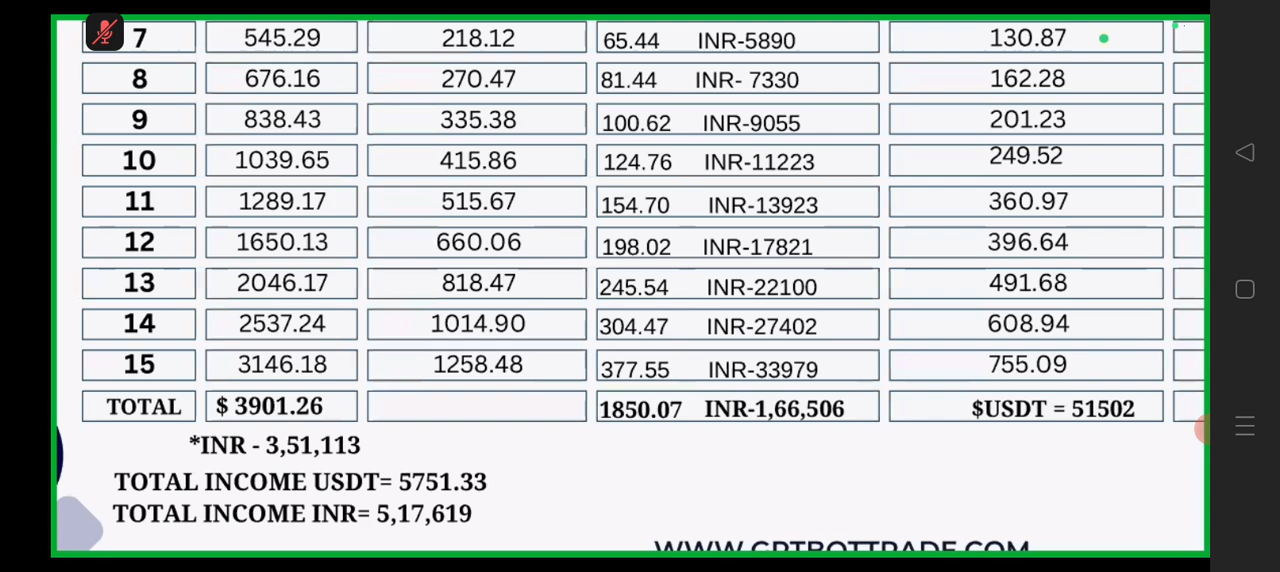 7 545.29 218.12 65.44 INR-5890 130.87
8 676.16 270.47 81.44 INR- 7330 162.28
9 838.43 335.38 100.62 INR-9055 201.23
10 1039.65 415.86 124.76 INR-11223 249.52
11 1289.17 515.67 154.70 INR-13923 360.97
12 1650.13 660.06 198.02 INR-17821 396.64
13 2046.17 818.47 245.54 INR-22100 491.68
14 2537.24 1014.90 304.47 INR-27402 608.94
15 3146.18 1258.48 377.55 INR-33979 755.09
TOTAL $ 3901.26 1850.07 INR-1,66,506 $USDT = 51502
*INR - 3,51,113
TOTAL INCOME USDT= 5751.33
TOTAL INCOME INR= 5,17,619
WWW.GPTBOTTRADE.COM